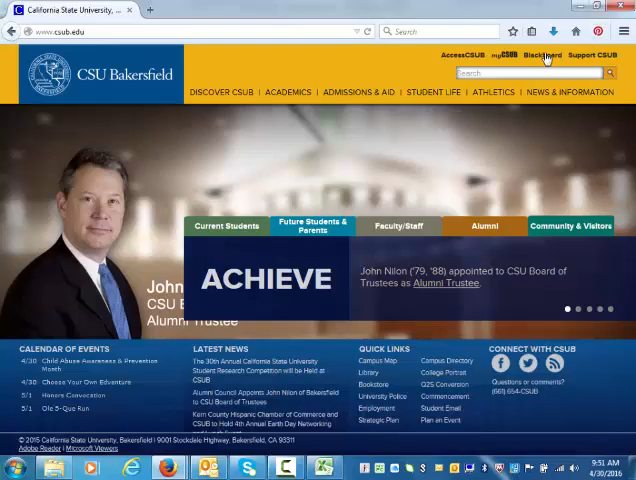 California State University, ...
www.csub.edu
Search
AccessCSUB myCSUB Blackboard Support CSUB
CSU Bakersfield
Search
DISCOVER CSUB | ACADEMICS | ADMISSIONS & AID | STUDENT LIFE | ATHLETICS | NEWS & INFORMATION
Current Students
Future Students & Parents
Faculty/Staff
Alumni
Community & Visitors
ACHIEVE
John Nilon ('79, '88) appointed to CSU Board of
Trustees as Alumni Trustee.
John
CSU B
Alumni Trustee
CALENDAR OF EVENTS
4/30 Child Abuse Awareness & Prevention
Month
4/30 Choose Your Own Adventure
5/1 Honors Convocation
5/1 Ole 5-Que Run
LATEST NEWS
The 30th Annual California State University
Student Research Competition will be Held at
CSUB
Alumni Council Appoints John Nilon of Bakersfield
to CSU Board of Trustees
Kern County Hispanic Chamber of Commerce and
CSUB to Hold 4th Annual Earth Day Networking
QUICK LINKS
Campus Map
Library
Bookstore
University Police
Employment
Strategic Plan
Campus Directory
College Portrait
Q2S Conversion
Commencement
Student Email
Plan an Event
CONNECT WITH CSUB
Questions or comments?
(661) 654-CSUB
© 2015 California State University, Bakersfield | 9001 Stockdale Highway, Bakersfield, CA 93311
Adobe Reader | Microsoft Viewers
9:51 AM
4/30/2016